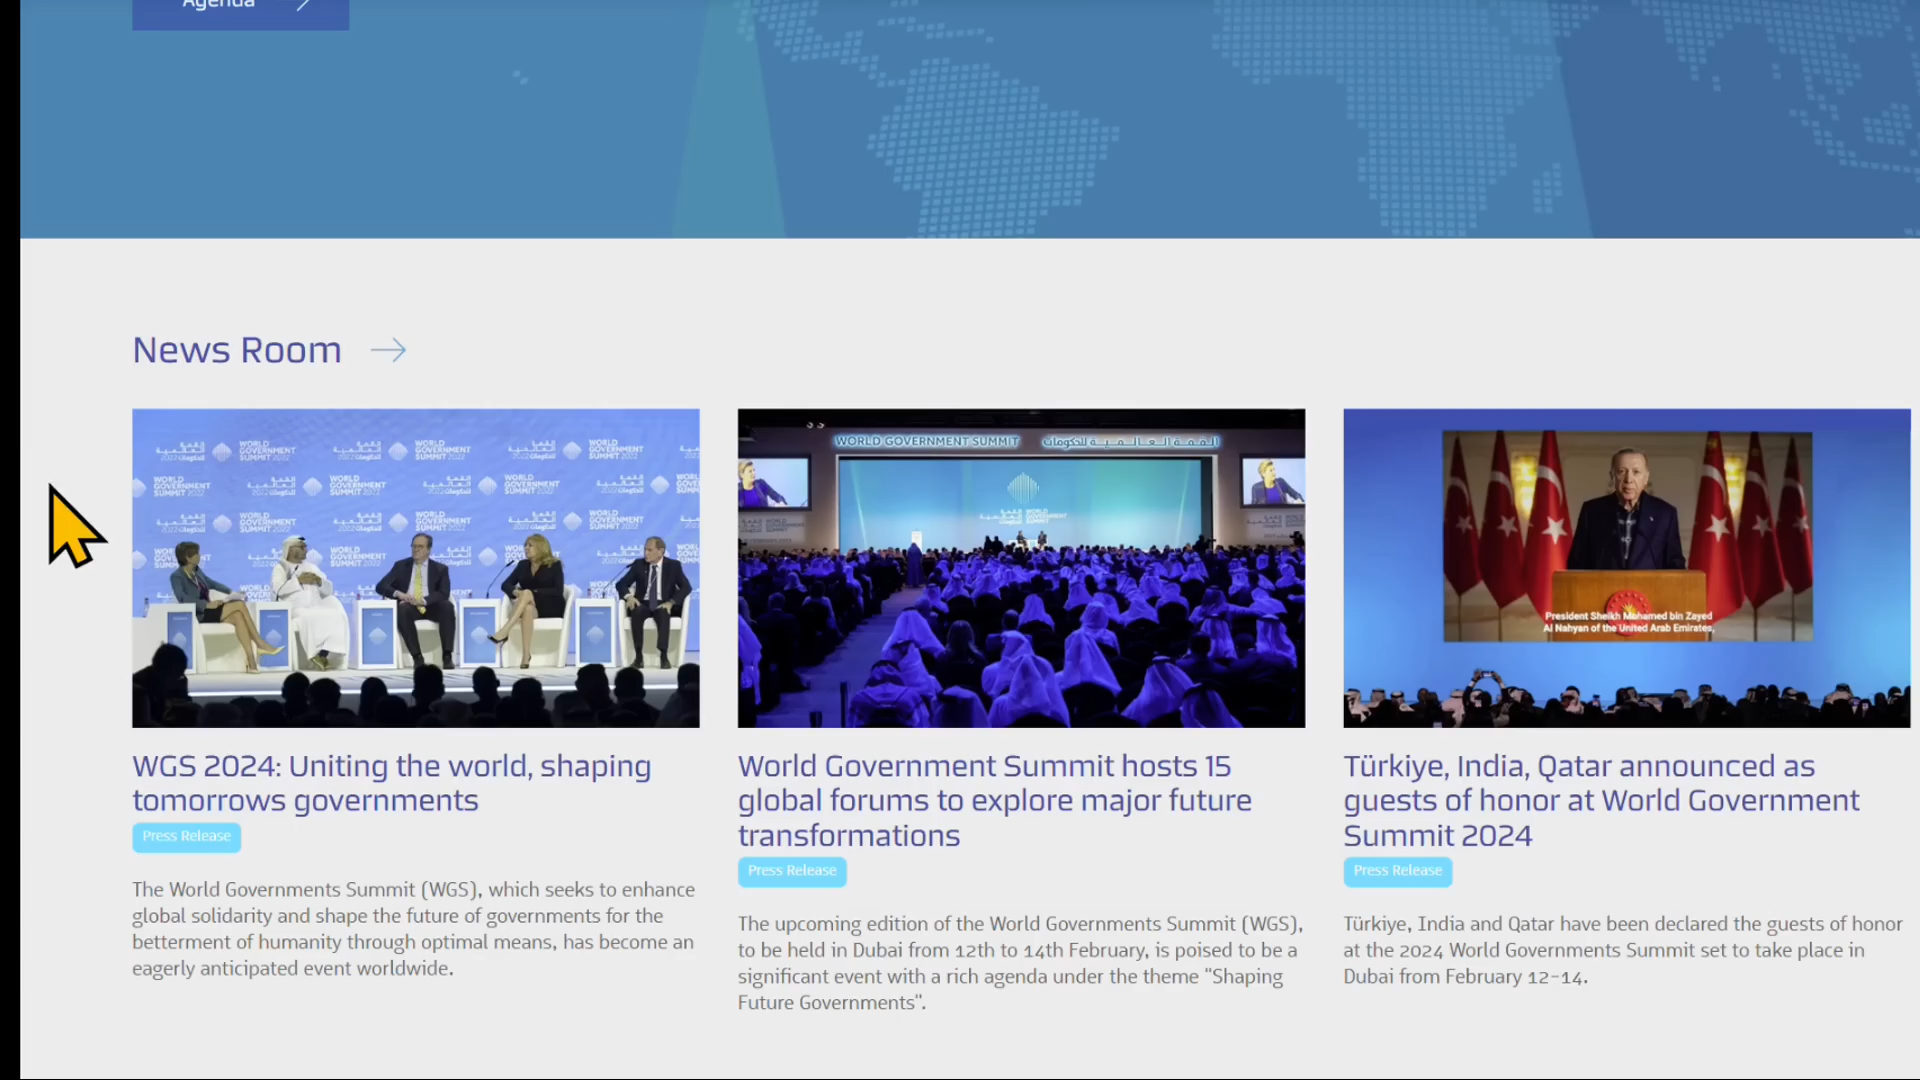 Agenda
News Room
WORLD GOVERNMENT SUMMIT القمة العالمية للحكومات
President Sheikh Mohamed bin Zayed
Al Nahyan of the United Arab Emirates,
WGS 2024: Uniting the world, shaping
tomorrows governments
Press Release
The World Governments Summit (WGS), which seeks to enhance
global solidarity and shape the future of governments for the
betterment of humanity through optimal means, has become an
eagerly anticipated event worldwide.
World Government Summit hosts 15
global forums to explore major future
transformations
Press Release
The upcoming edition of the World Governments Summit (WGS),
to be held in Dubai from 12th to 14th February, is poised to be a
significant event with a rich agenda under the theme "Shaping
Future Governments".
Türkiye, India, Qatar announced as
guests of honor at World Government
Summit 2024
Press Release
Türkiye, India and Qatar have been declared the guests of honor
at the 2024 World Governments Summit set to take place in
Dubai from February 12-14.